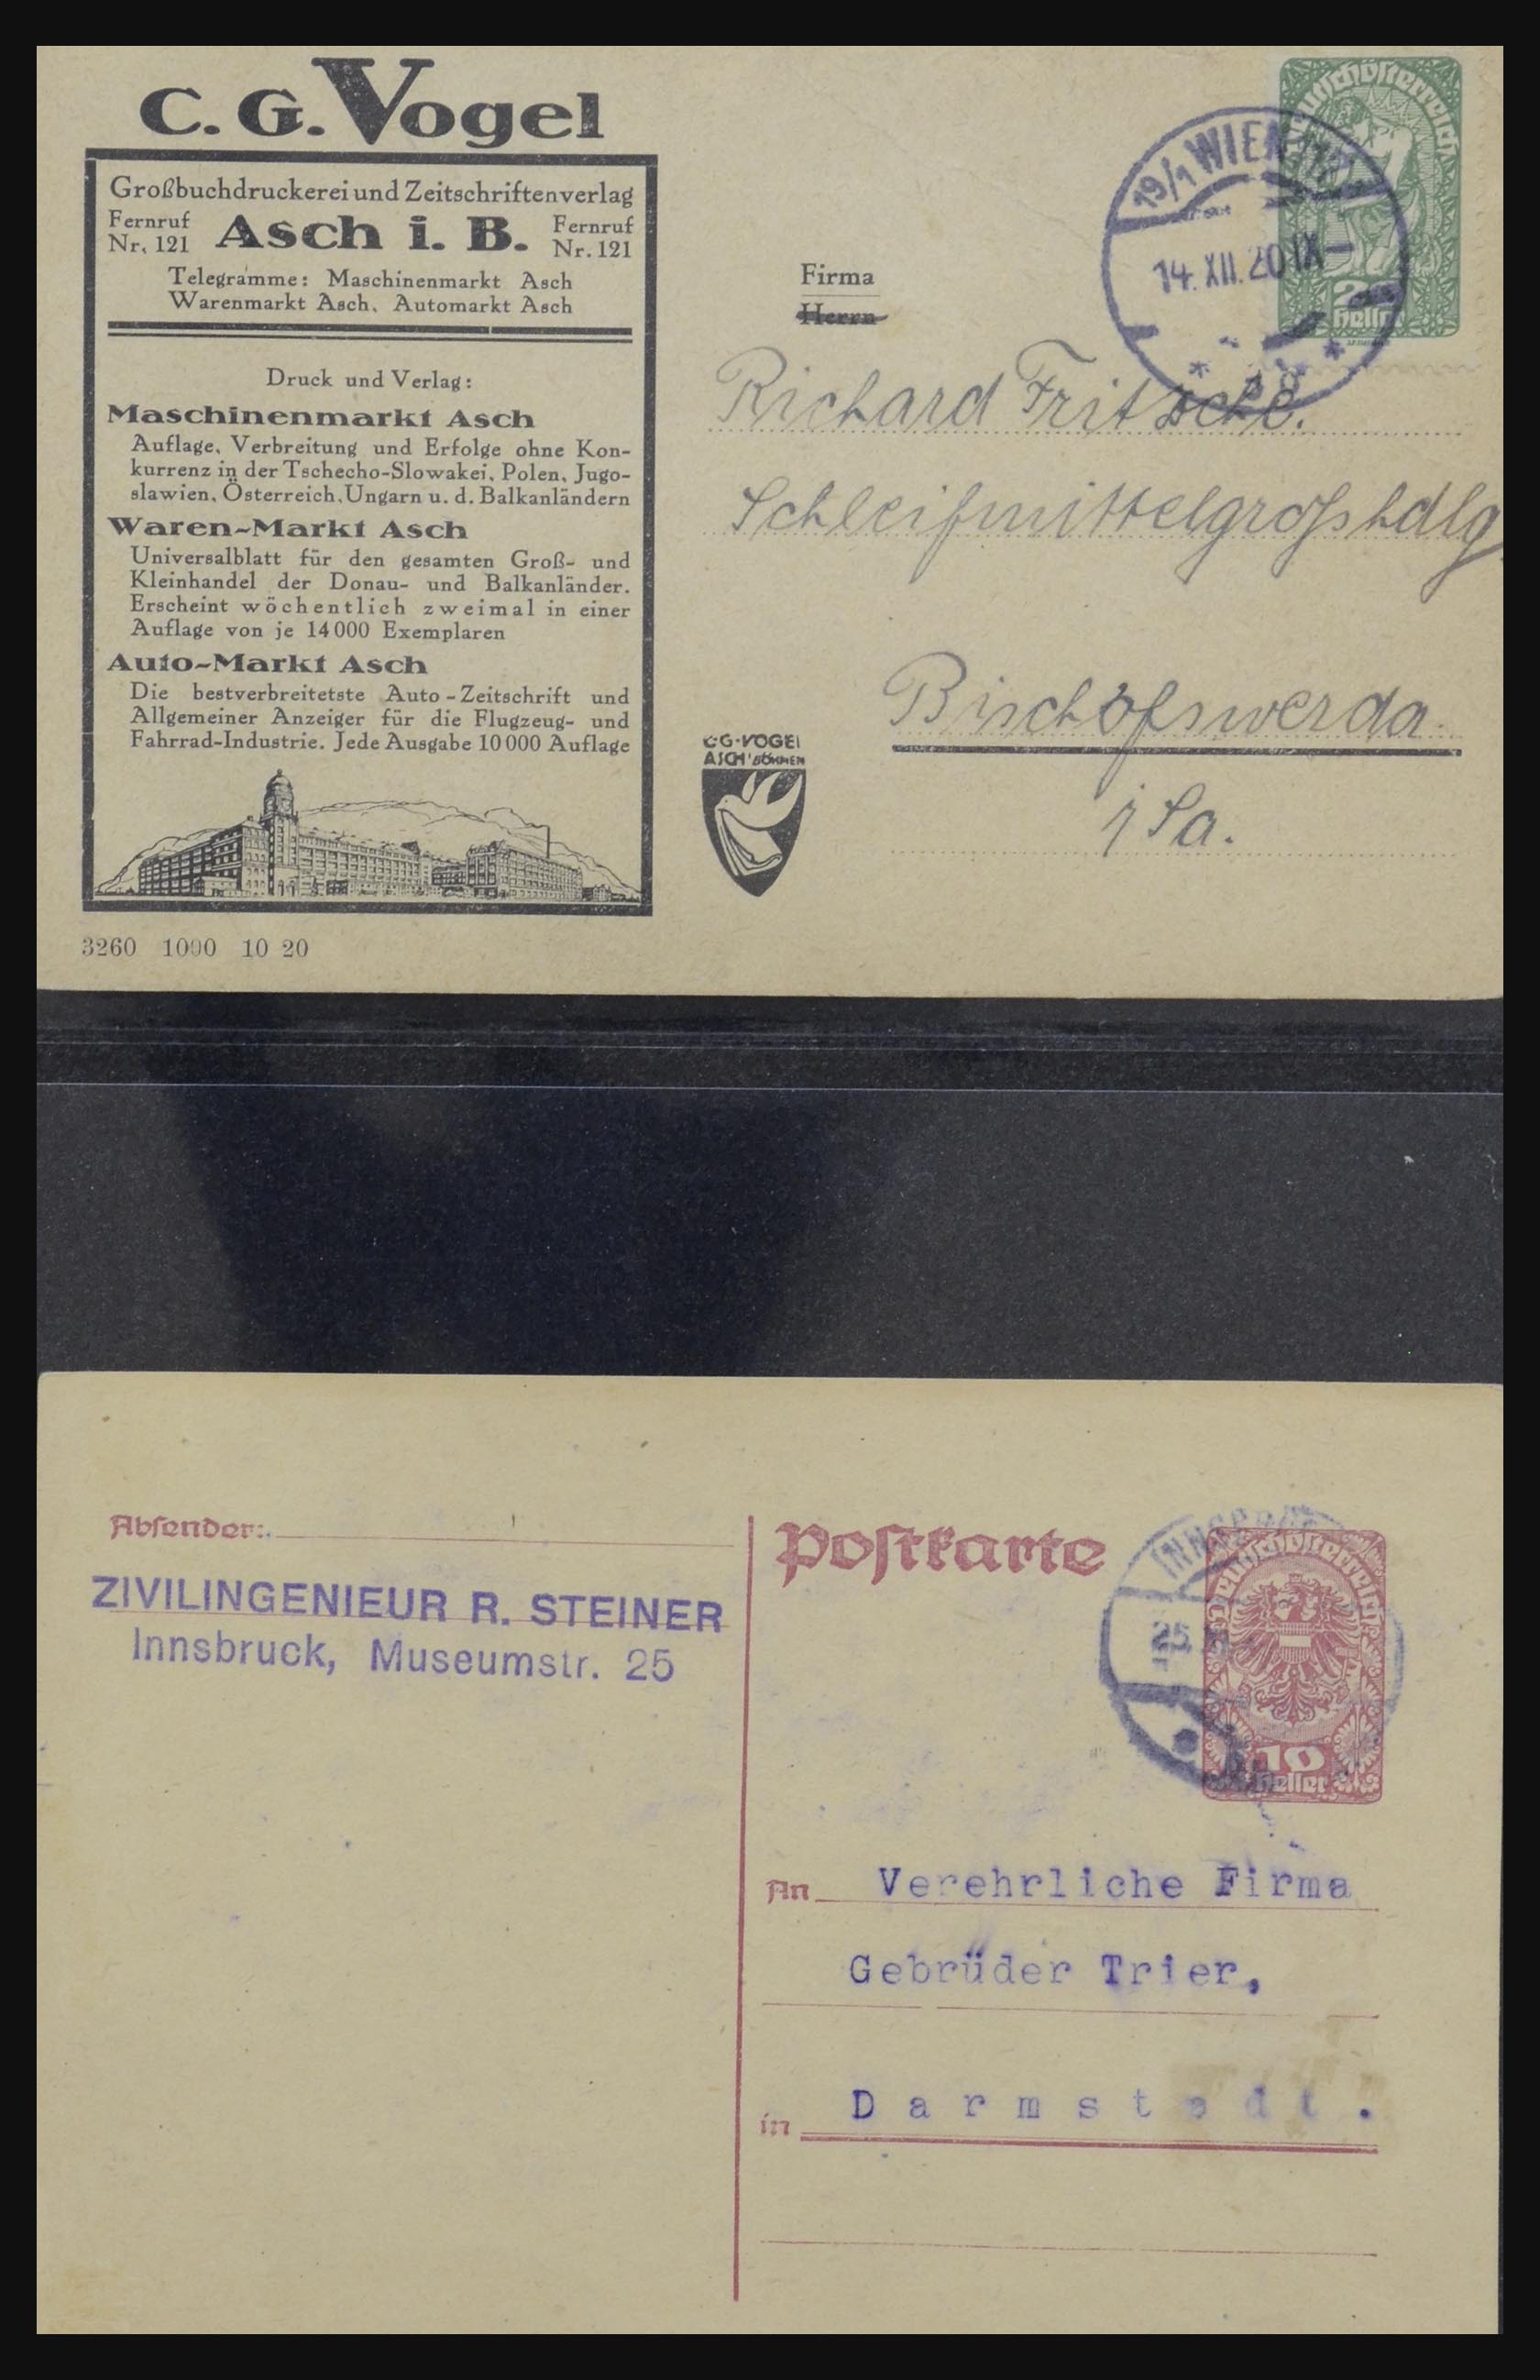 C. G. Vogel
Großbuchdruckerei und Zeitschriftenverlag
Fernruf Nr. 121
Asch i. B.
Fernruf Nr. 121
Telegramme: Maschinenmarkt Asch
Warenmarkt Asch, Automarkt Asch
Druck und Verlag:
Maschinenmarkt Asch
Auflage, Verbreitung und Erfolge ohne Kon-
kurrenz in der Tschecho-Slowakei, Polen, Jugo-
slawien, Österreich, Ungarn u. d. Balkanländern
Waren-Markt Asch
Universalblatt für den gesamten Groß- und
Kleinhandel der Donau- und Balkanländer.
Erscheint wöchentlich zweimal in einer
Auflage von je 14000 Exemplaren
Auto-Markt Asch
Die bestverbreitetste Auto-Zeitschrift und
Allgemeiner Anzeiger für die Flugzeug- und
Fahrrad-Industrie. Jede Ausgabe 10000 Auflage
3260 1000 10 20
C·G·VOGEL
ASCH BÖHMEN
Deutschösterreich
Heller
19/1 WIEN
14. XII. 20 IX
Firma
Herrn
Richard Fritzsche.
Schleifmittelgroßhdlg
Bischofswerda
i Sa.
Absender:
ZIVILINGENIEUR R. STEINER
Innsbruck, Museumstr. 25
Postkarte
INNSBRUCK
25
Deutschösterreich
10
Heller
An Verehrliche Firma
Gebrüder Trier,
in Darmstadt.